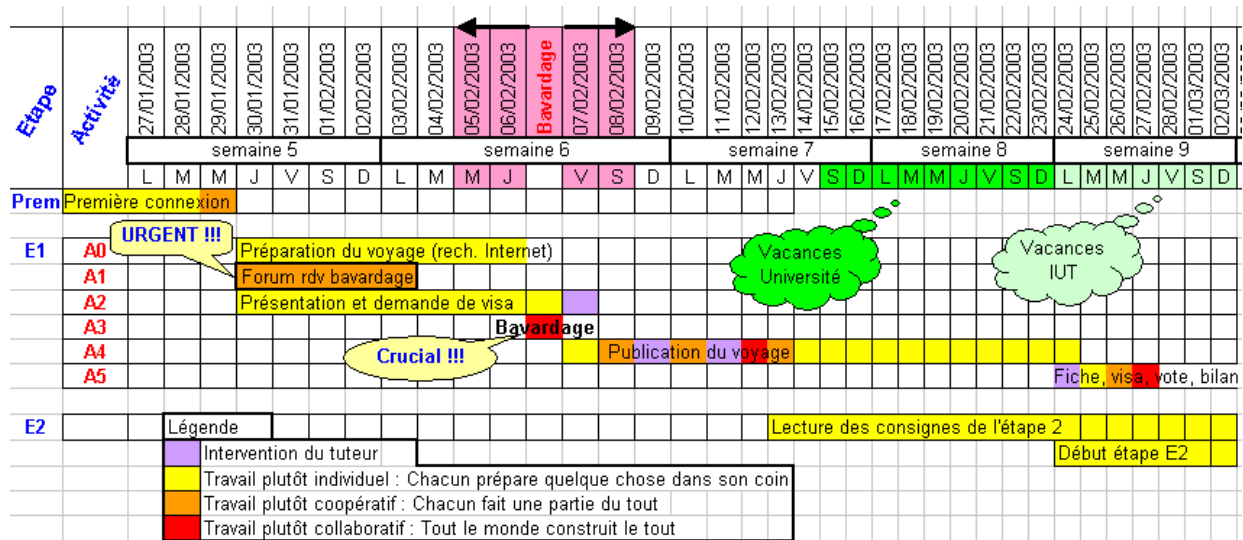 Etape
Activité
27/01/2003 28/01/2003 29/01/2003 30/01/2003 31/01/2003 01/02/2003 02/02/2003 03/02/2003 04/02/2003 05/02/2003 06/02/2003 Bavardage 07/02/2003 08/02/2003 09/02/2003 10/02/2003 11/02/2003 12/02/2003 13/02/2003 14/02/2003 15/02/2003 16/02/2003 17/02/2003 18/02/2003 19/02/2003 20/02/2003 21/02/2003 22/02/2003 23/02/2003 24/02/2003 25/02/2003 26/02/2003 27/02/2003 28/02/2003 01/03/2003 02/03/2003
semaine 5 semaine 6 semaine 7 semaine 8 semaine 9
L M M J V S D L M M J V S D L M M J V S D L M M J V S D L M M J V S D
Prem Première connexion
URGENT !!!
E1 A0 Préparation du voyage (rech. Internet)
Vacances
Université
Vacances
IUT
A1 Forum rdv bavardage
A2 Présentation et demande de visa
A3 Bavardage
Crucial !!!
A4 Publication du voyage
A5 Fiche, visa, vote, bilan
E2 Légende Lecture des consignes de l'étape 2
Intervention du tuteur Début étape E2
Travail plutôt individuel : Chacun prépare quelque chose dans son coin
Travail plutôt coopératif : Chacun fait une partie du tout
Travail plutôt collaboratif : Tout le monde construit le tout